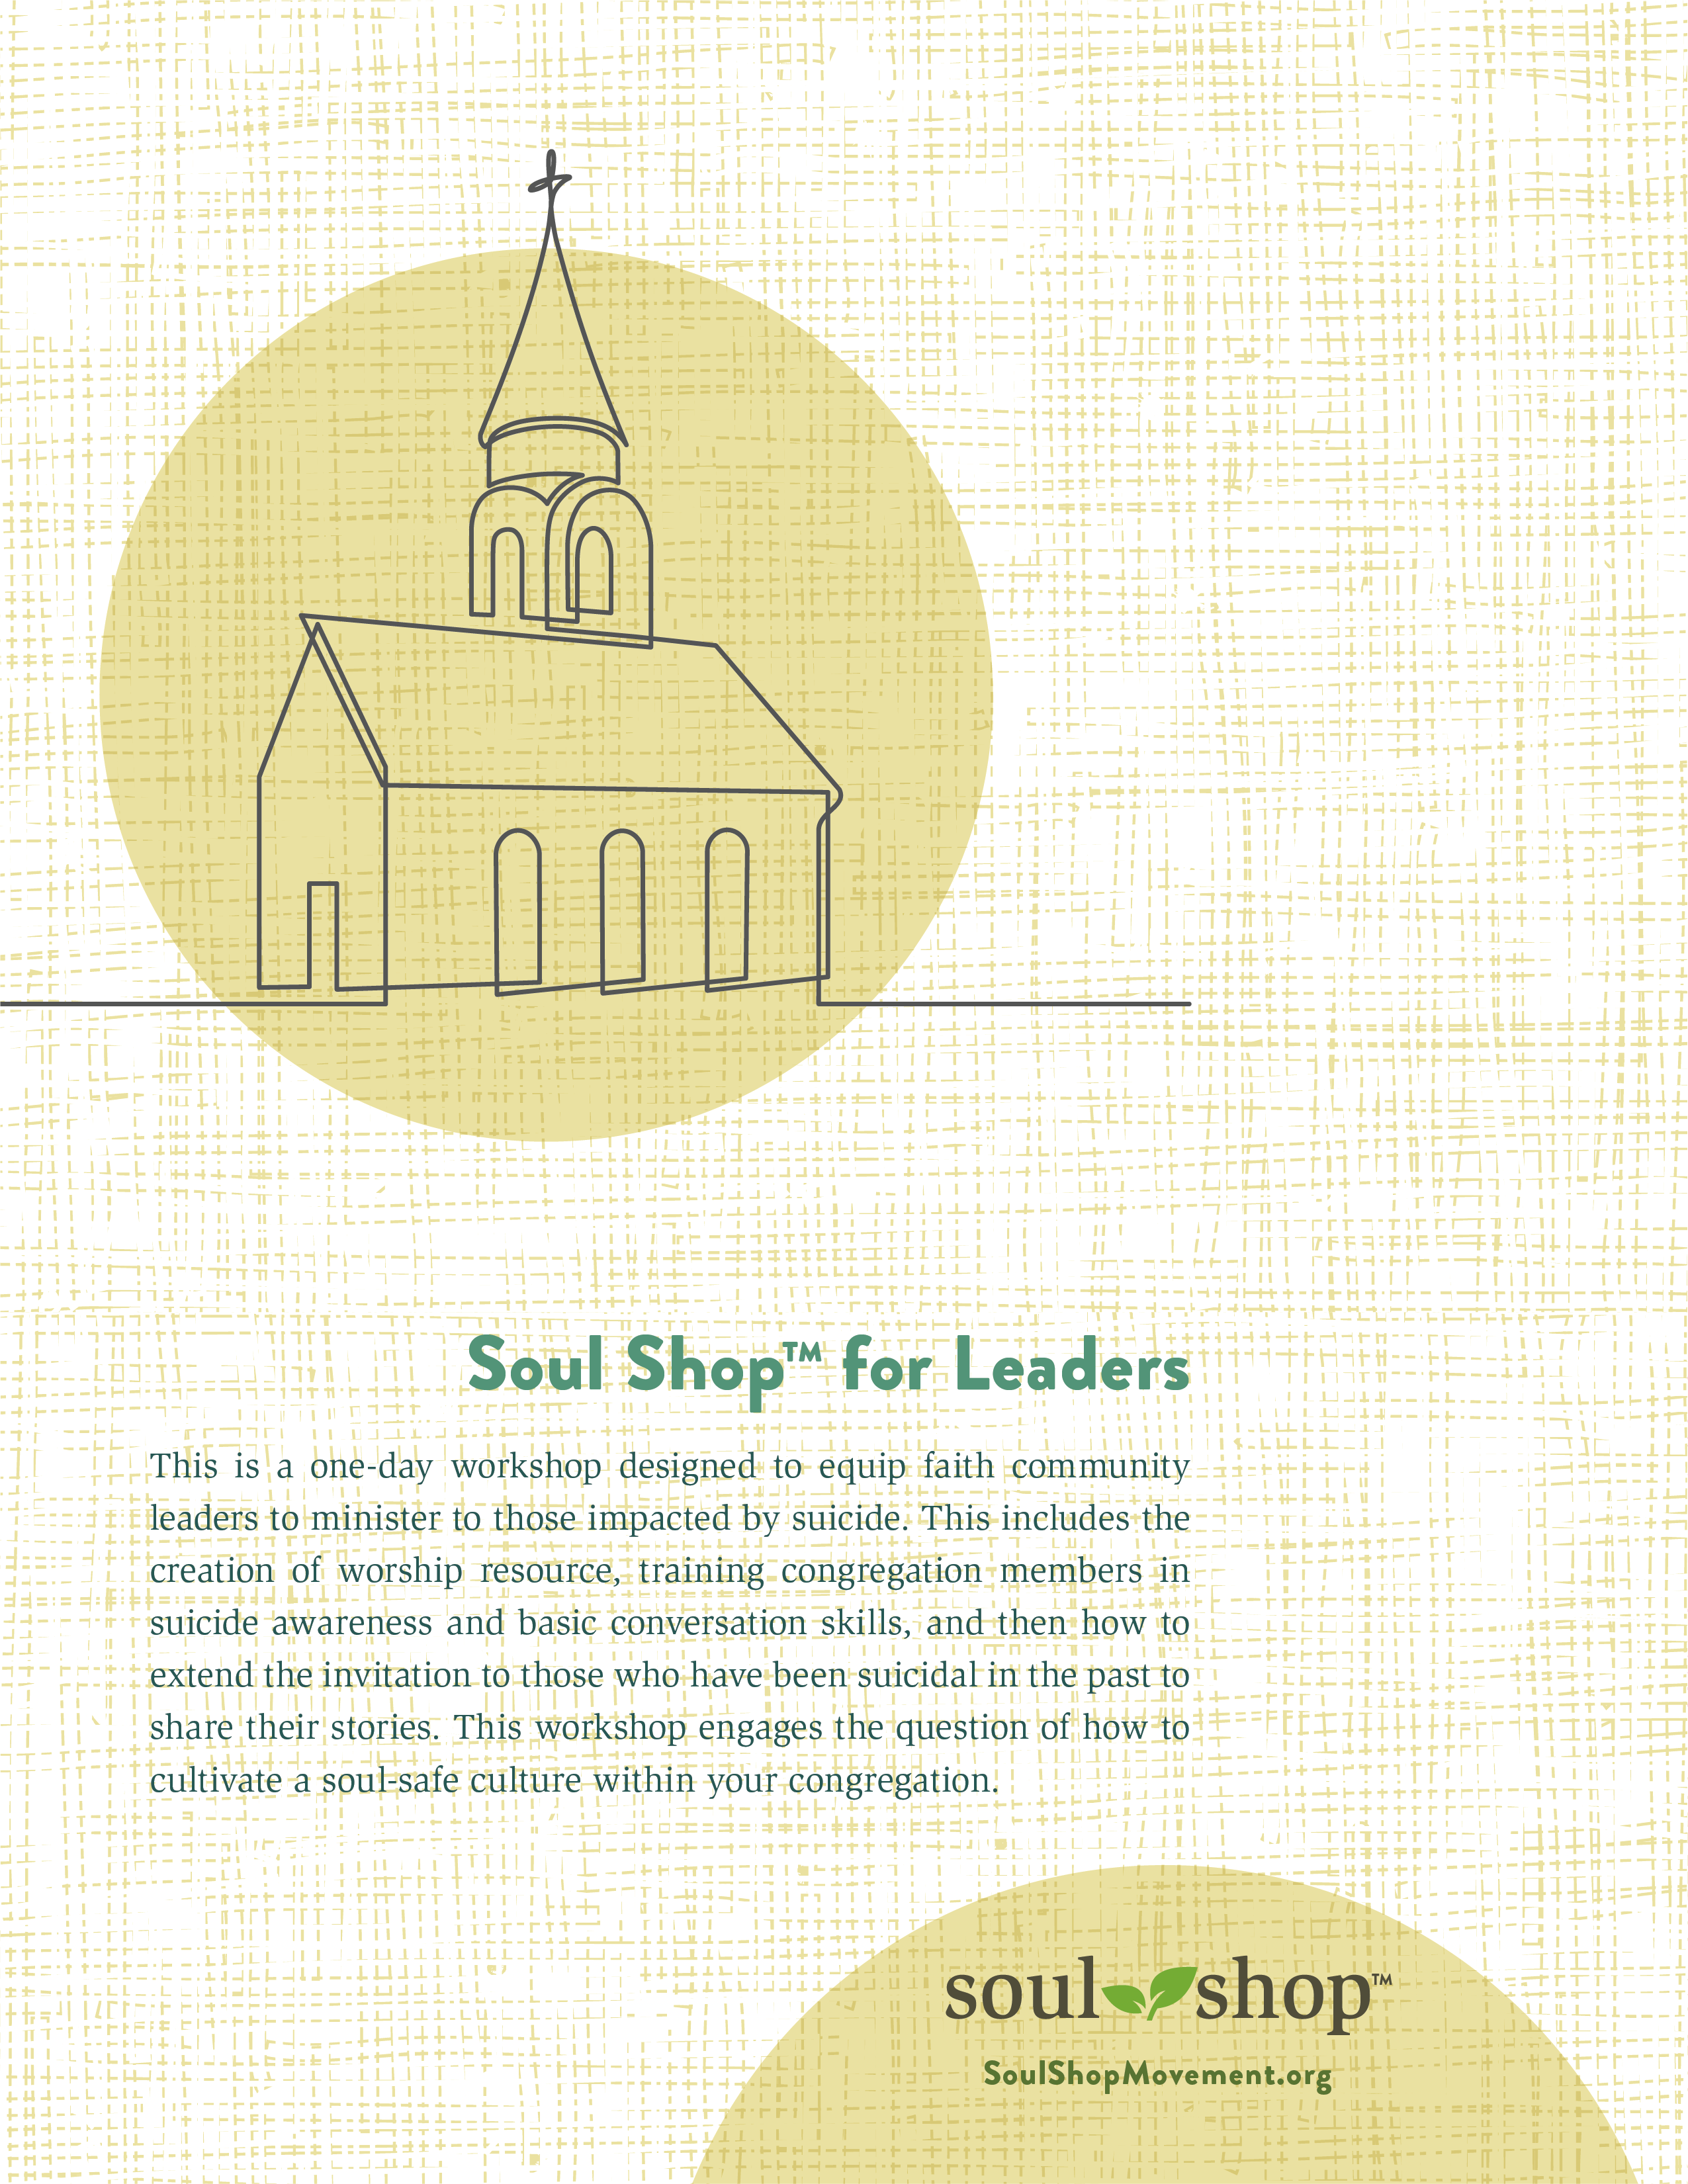 Soul Shop™ for Leaders
This is a one-day workshop designed to equip faith community
leaders to minister to those impacted by suicide. This includes the
creation of worship resource, training congregation members in
suicide awareness and basic conversation skills, and then how to
extend the invitation to those who have been suicidal in the past to
share their stories. This workshop engages the question of how to
cultivate a soul-safe culture within your congregation.
soul shop™
SoulShopMovement.org